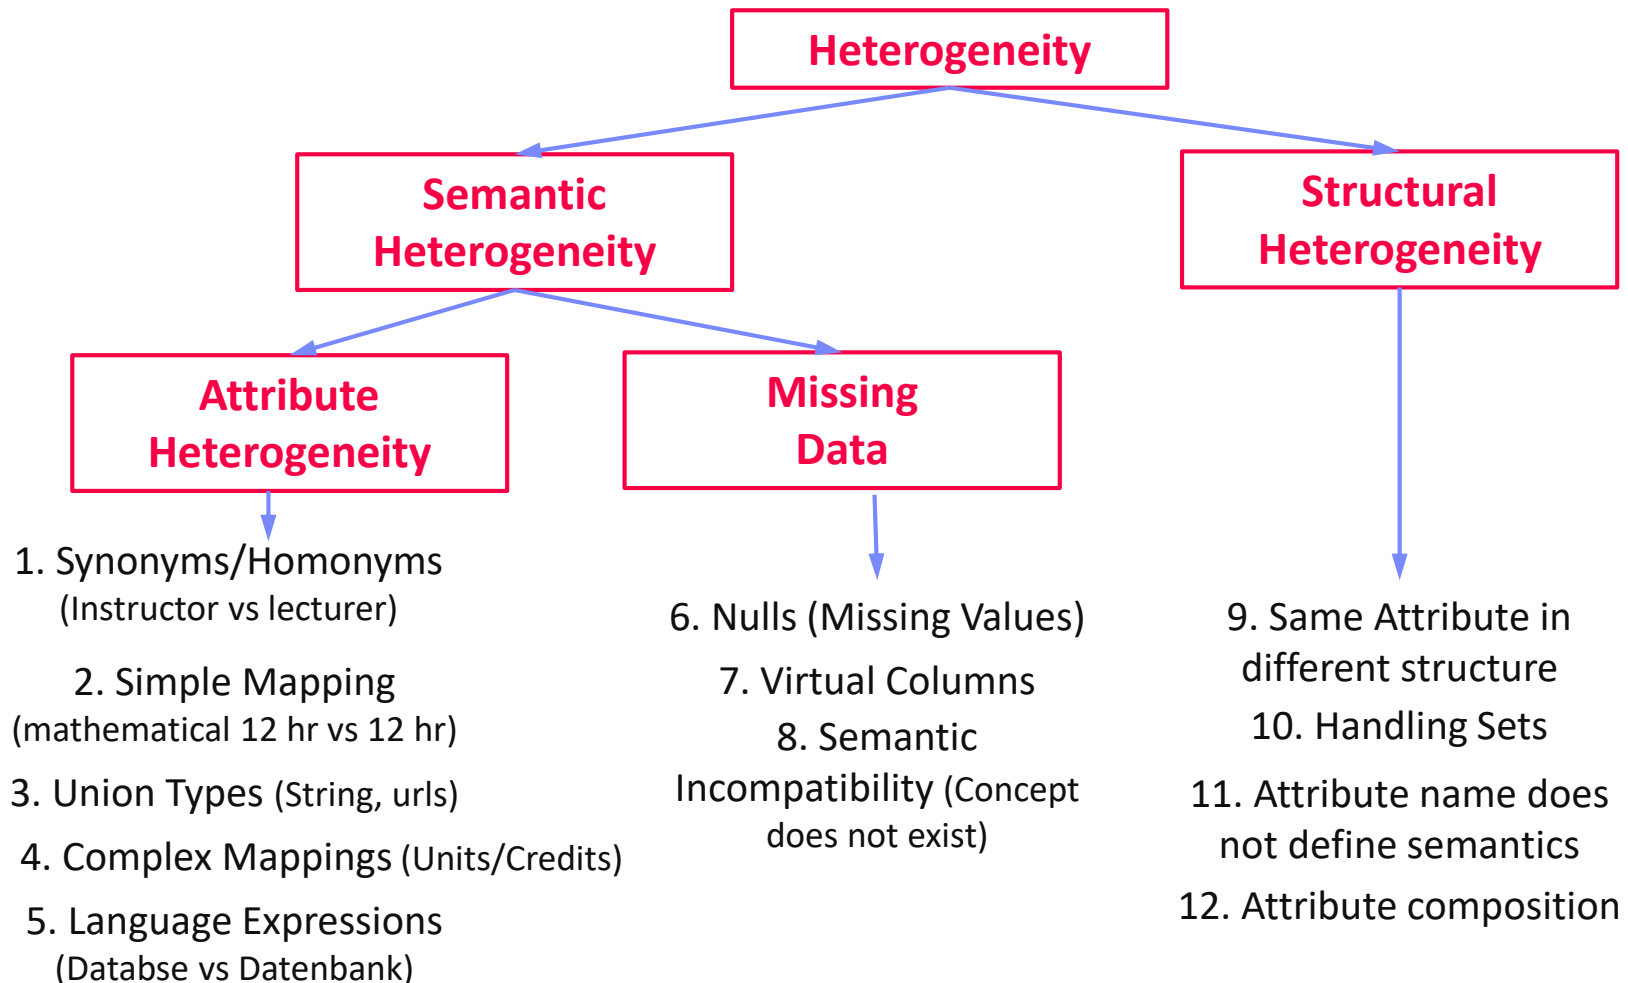 Heterogeneity
Semantic
Heterogeneity
Structural
Heterogeneity
Attribute
Heterogeneity
Missing
Data
1. Synonyms/Homonyms
(Instructor vs lecturer)
2. Simple Mapping
(mathematical 12 hr vs 12 hr)
3. Union Types (String, urls)
4. Complex Mappings (Units/Credits)
5. Language Expressions
(Databse vs Datenbank)
6. Nulls (Missing Values)
7. Virtual Columns
8. Semantic
Incompatibility (Concept
does not exist)
9. Same Attribute in
different structure
10. Handling Sets
11. Attribute name does
not define semantics
12. Attribute composition